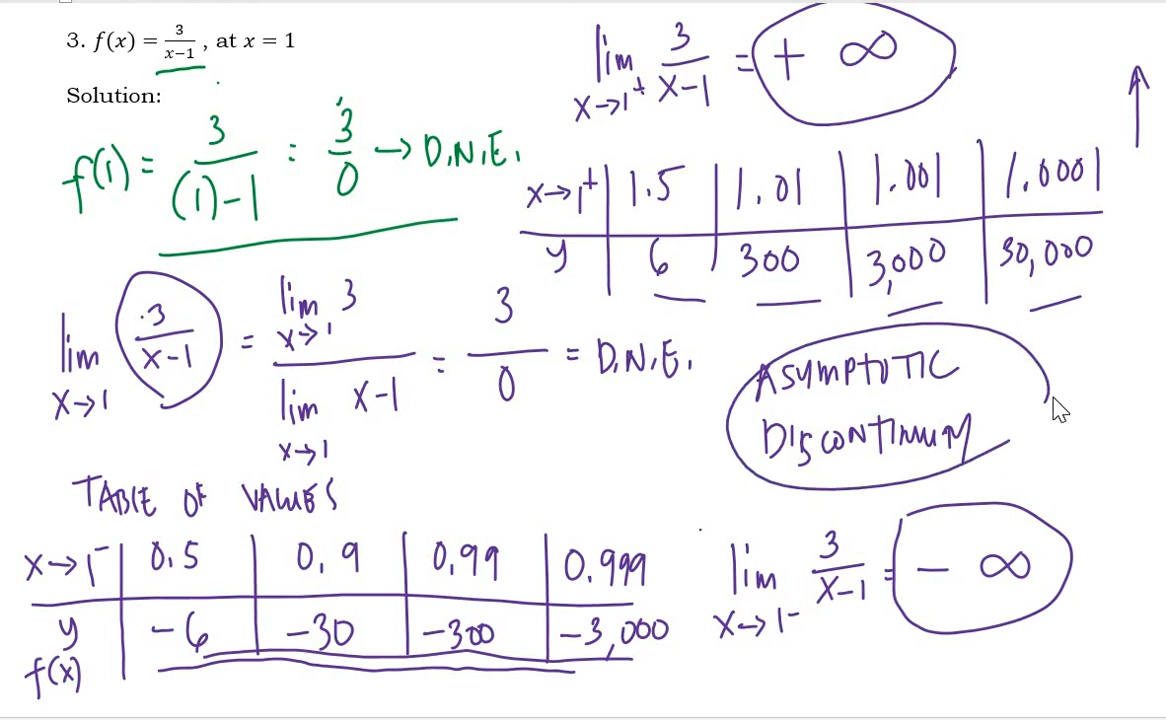 3. f(x) = 3/(x−1) , at x = 1
Solution:
f(1) = 3/((1)-1) = 3/0 → D.N.E.
lim x→1⁺ 3/(x-1) = + ∞
x→1⁺ | 1.5 | 1.01 | 1.001 | 1.0001
y | 6 | 300 | 3,000 | 30,000
lim x→1 3/(x-1) = lim x→1 3 / lim x→1 x-1 = 3/0 = D.N.E.
ASYMPTOTIC
DISCONTINUITY
TABLE OF VALUES
x→1⁻ | 0.5 | 0.9 | 0.99 | 0.999
y | -6 | -30 | -300 | -3,000
f(x)
lim x→1⁻ 3/(x-1) = - ∞